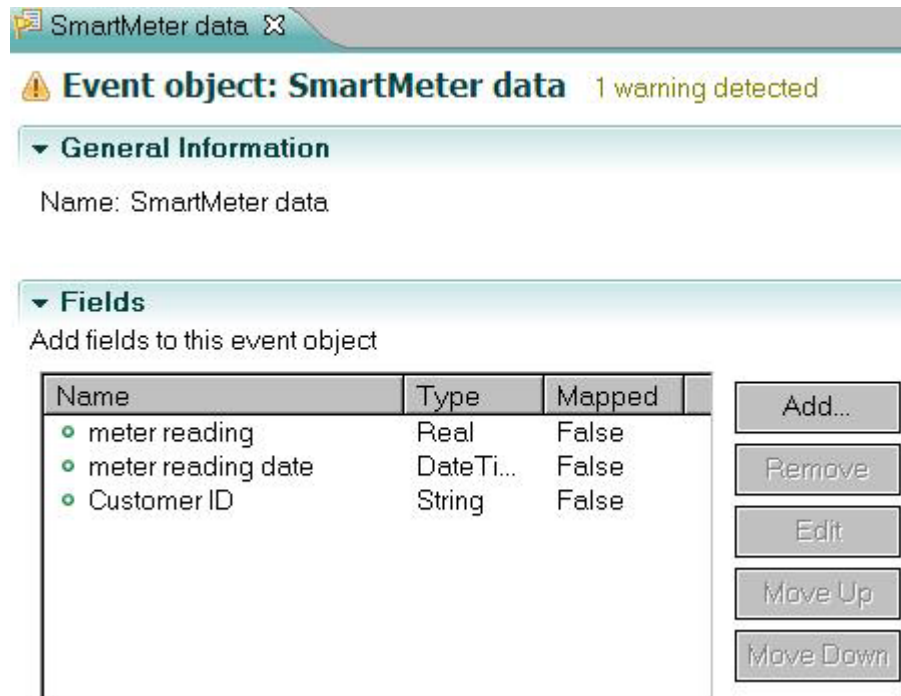 SmartMeter data
Event object: SmartMeter data 1 warning detected
General Information
Name: SmartMeter data
Fields
Add fields to this event object
Name Type Mapped
meter reading Real False
meter reading date DateTi... False
Customer ID String False
Add...
Remove
Edit
Move Up
Move Down